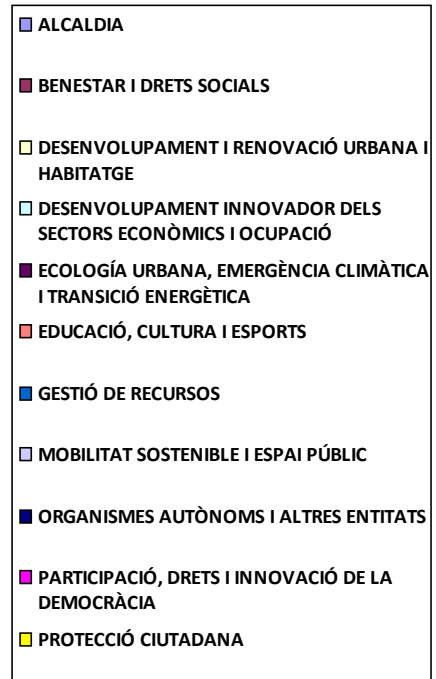 ALCALDIA
BENESTAR I DRETS SOCIALS
DESENVOLUPAMENT I RENOVACIÓ URBANA I
HABITATGE
DESENVOLUPAMENT INNOVADOR DELS
SECTORS ECONÒMICS I OCUPACIÓ
ECOLOGÍA URBANA, EMERGÈNCIA CLIMÀTICA
I TRANSICIÓ ENERGÈTICA
EDUCACIÓ, CULTURA I ESPORTS
GESTIÓ DE RECURSOS
MOBILITAT SOSTENIBLE I ESPAI PÚBLIC
ORGANISMES AUTÒNOMS I ALTRES ENTITATS
PARTICIPACIÓ, DRETS I INNOVACIÓ DE LA
DEMOCRÀCIA
PROTECCIÓ CIUTADANA